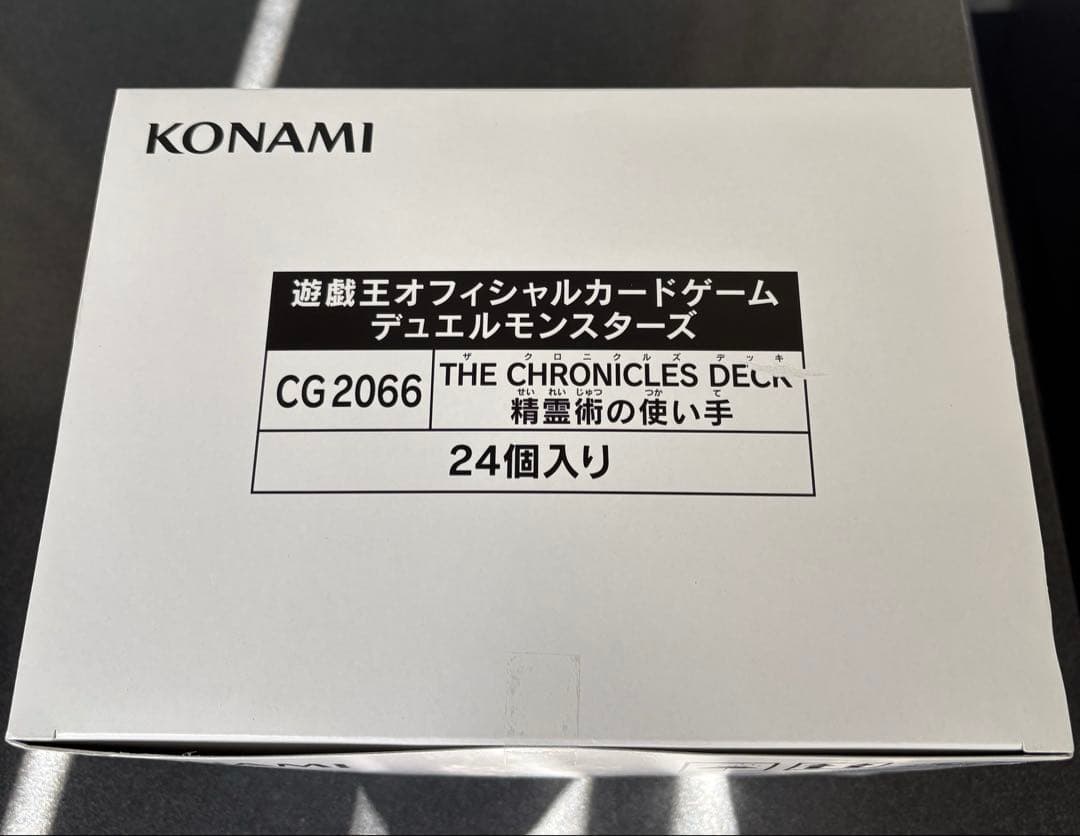 KONAMI
遊戯王オフィシャルカードゲーム
デュエルモンスターズ
CG2066
ザ クロニクルズ デッキ
THE CHRONICLES DECK
せい れい じゅつ つか て
精霊術の使い手
24個入り